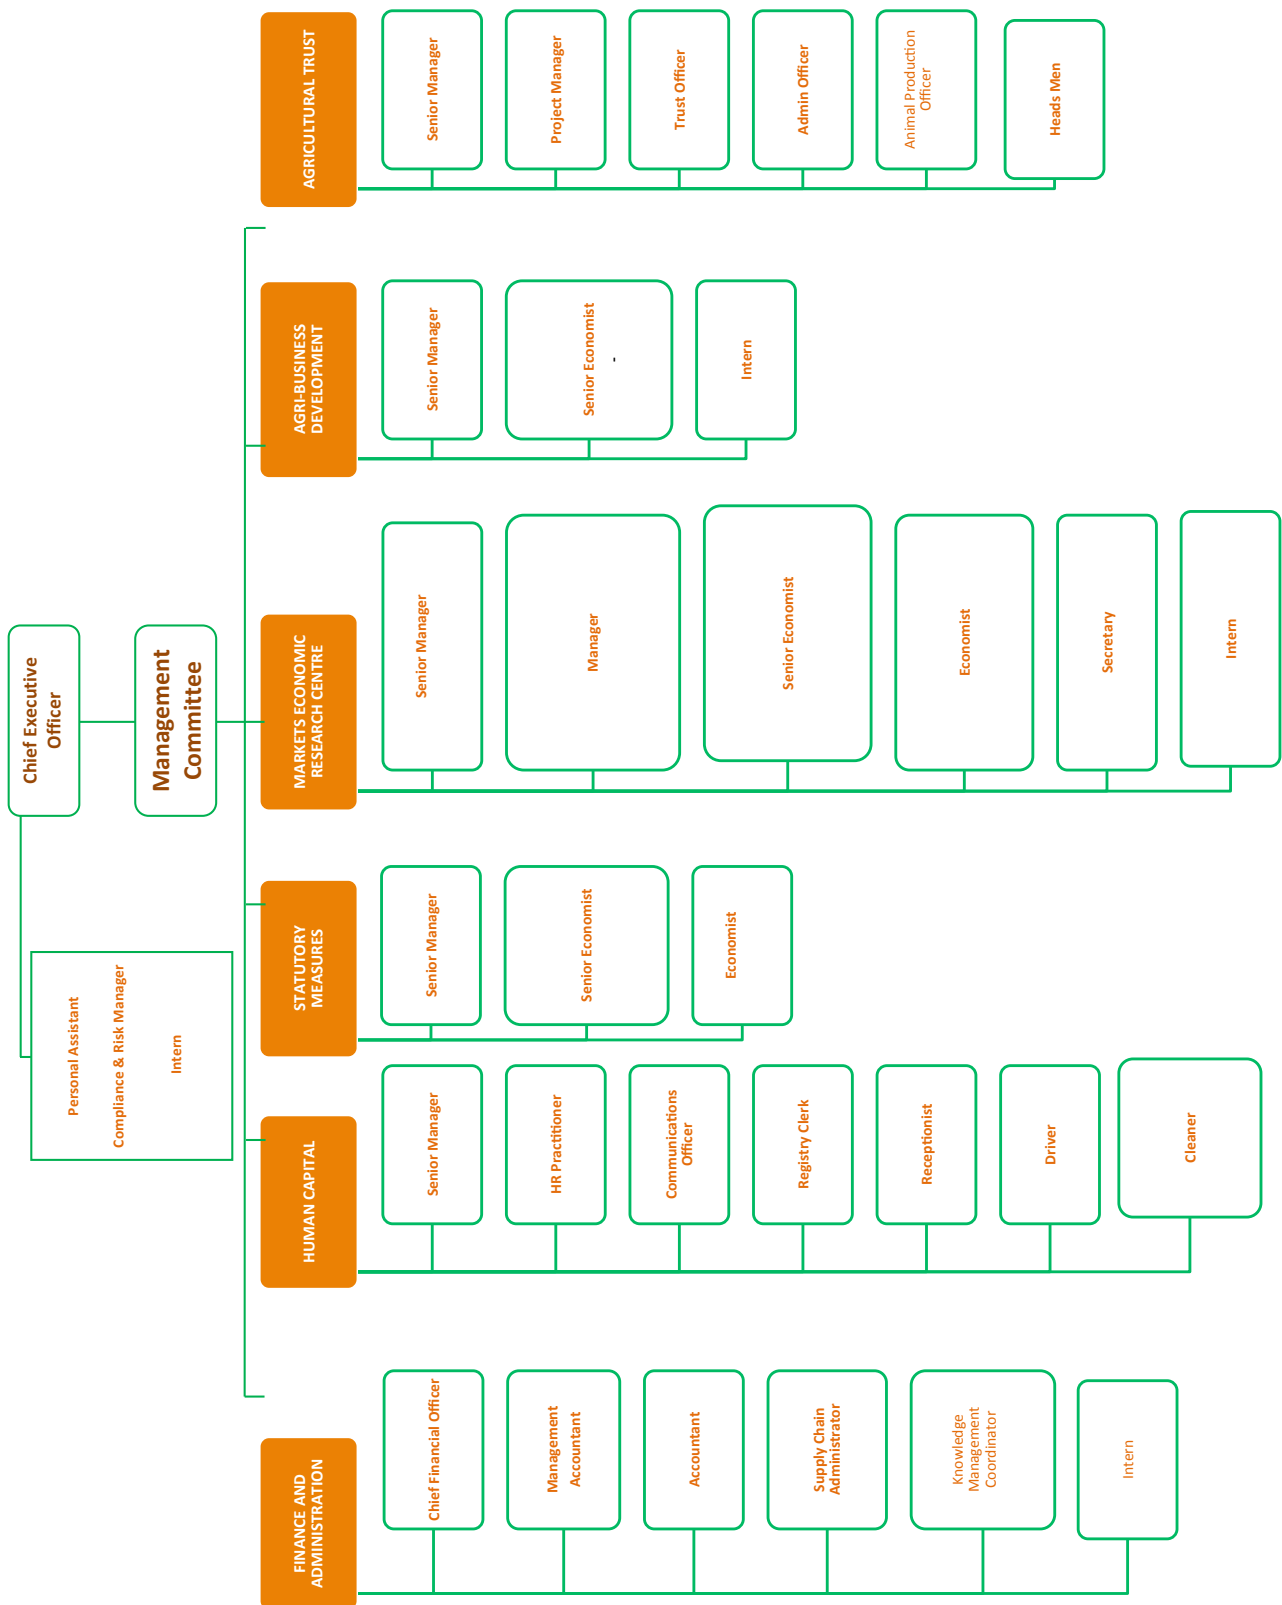 Chief Executive
Officer
Management
Committee
Personal Assistant
Compliance & Risk Manager
Intern
FINANCE AND
ADMINISTRATION
Chief Financial Officer
Management
Accountant
Accountant
Supply Chain
Administrator
Knowledge
Management
Coordinator
Intern
HUMAN CAPITAL
Senior Manager
HR Practitioner
Communications
Officer
Registry Clerk
Receptionist
Driver
Cleaner
STATUTORY
MEASURES
Senior Manager
Senior Economist
Economist
MARKETS ECONOMIC
RESEARCH CENTRE
Senior Manager
Manager
Senior Economist
Economist
Secretary
Intern
AGRI-BUSINESS
DEVELOPMENT
Senior Manager
Senior Economist
-
Intern
AGRICULTURAL TRUST
Senior Manager
Project Manager
Trust Officer
Admin Officer
Animal Production
Officer
Heads Men